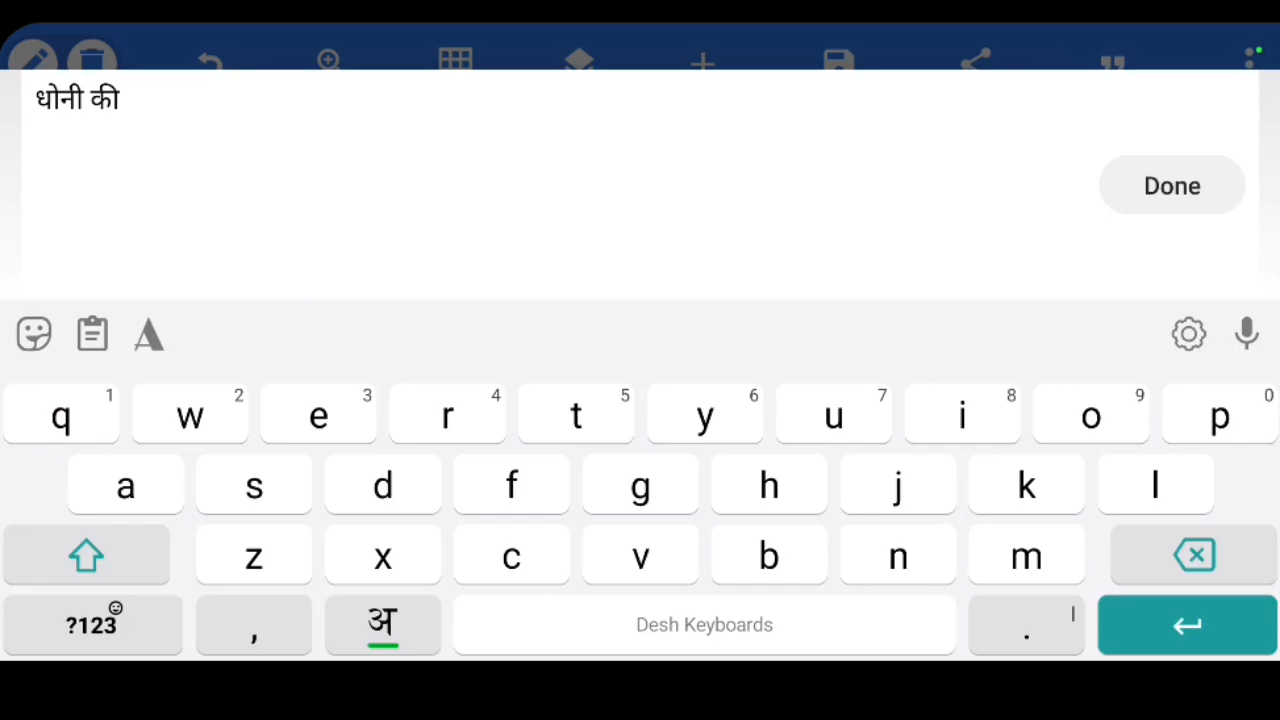 धोनी की
Done
q 1 w 2 e 3 r 4 t 5 y 6 u 7 i 8 o 9 p 0
a s d f g h j k l
z x c v b n m
?123 , अ Desh Keyboards . |